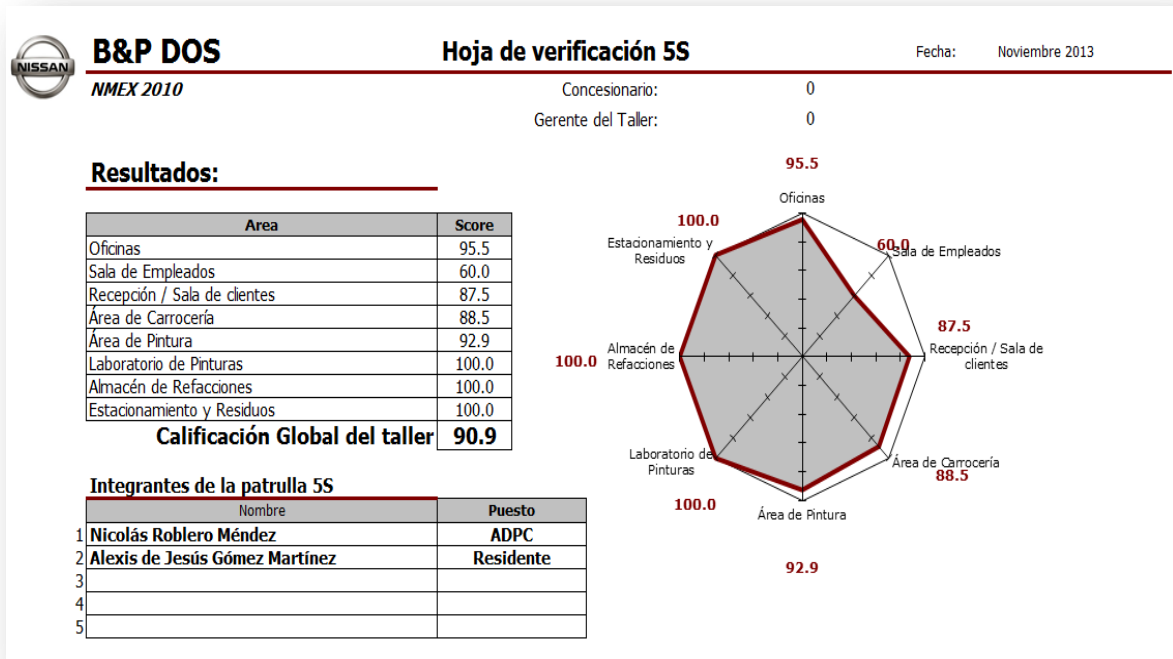 NISSAN
B&P DOS
Hoja de verificación 5S
Fecha: Noviembre 2013
NMEX 2010
Concesionario: 0
Gerente del Taller: 0
Resultados:
Area Score
Oficinas 95.5
Sala de Empleados 60.0
Recepción / Sala de clientes 87.5
Área de Carrocería 88.5
Área de Pintura 92.9
Laboratorio de Pinturas 100.0
Almacén de Refacciones 100.0
Estacionamiento y Residuos 100.0
Calificación Global del taller 90.9
Integrantes de la patrulla 5S
Nombre Puesto
1 Nicolás Roblero Méndez ADPC
2 Alexis de Jesús Gómez Martínez Residente
3
4
5
95.5
Oficinas
60.0
Sala de Empleados
87.5
Recepción / Sala de
clientes
Área de Carrocería
88.5
Área de Pintura
92.9
Laboratorio de
Pinturas
100.0
Almacén de
Refacciones
100.0
100.0
Estacionamiento y
Residuos